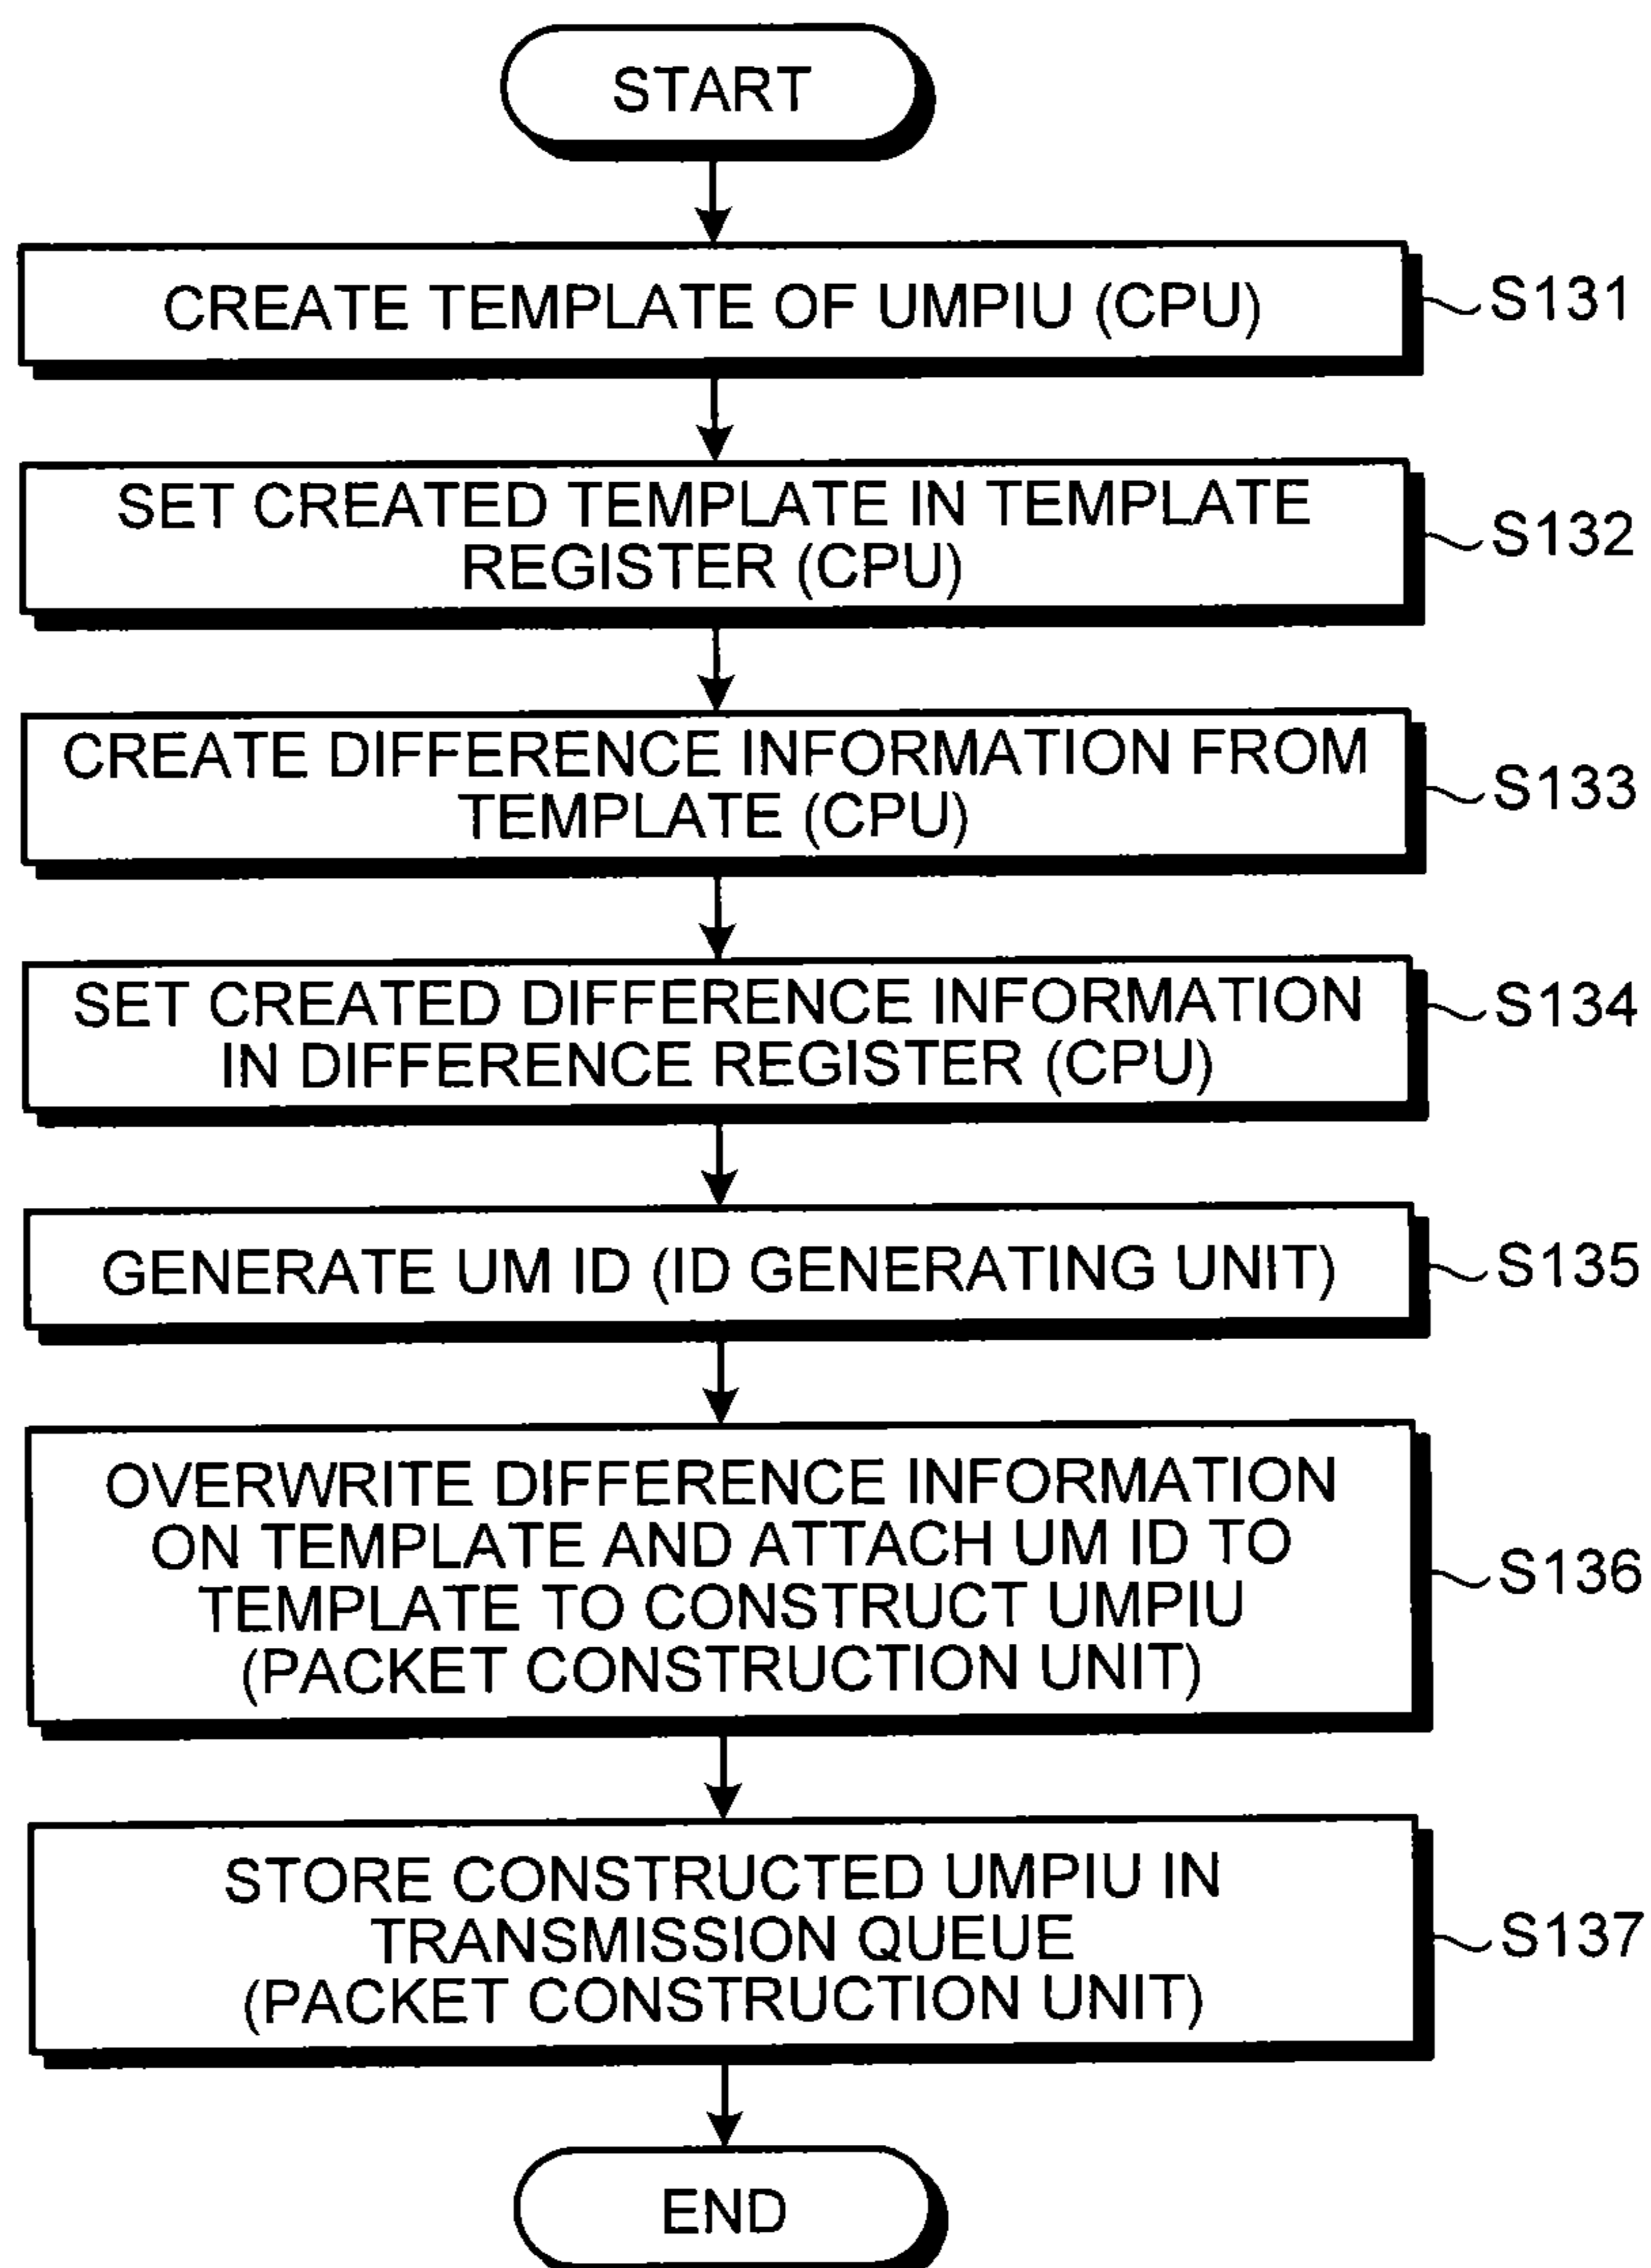 START
CREATE TEMPLATE OF UMPIU (CPU)
S131
SET CREATED TEMPLATE IN TEMPLATE
REGISTER (CPU)
S132
CREATE DIFFERENCE INFORMATION FROM
TEMPLATE (CPU)
S133
SET CREATED DIFFERENCE INFORMATION
IN DIFFERENCE REGISTER (CPU)
S134
GENERATE UM ID (ID GENERATING UNIT)
S135
OVERWRITE DIFFERENCE INFORMATION
ON TEMPLATE AND ATTACH UM ID TO
TEMPLATE TO CONSTRUCT UMPIU
(PACKET CONSTRUCTION UNIT)
S136
STORE CONSTRUCTED UMPIU IN
TRANSMISSION QUEUE
(PACKET CONSTRUCTION UNIT)
S137
END